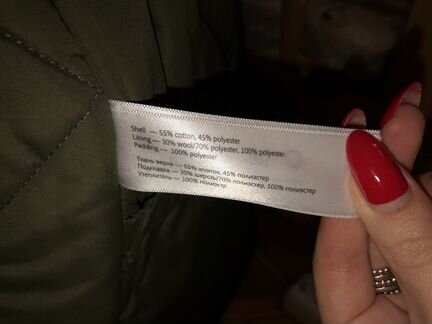 Shell — 55% cotton, 45% polyester
Lining — 30% wool/70% polyester, 100% polyester
Padding — 100% polyester
Ткань верха — 55% хлопок, 45% полиэстер
Подкладка — 30% шерсть/70% полиэстер, 100% полиэстер
Утеплитель — 100% полиэстр